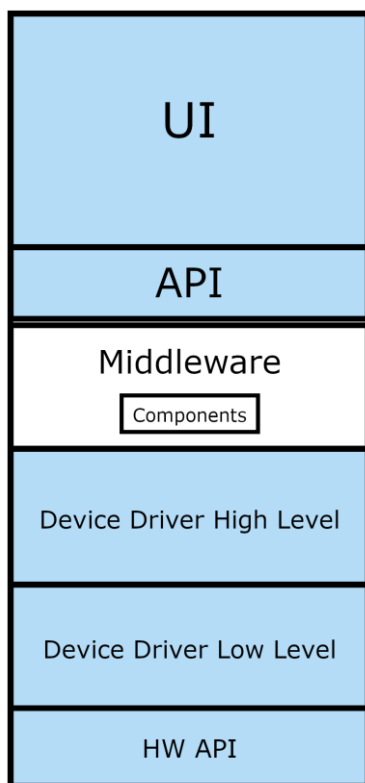 UI
API
Middleware
Components
Device Driver High Level
Device Driver Low Level
HW API